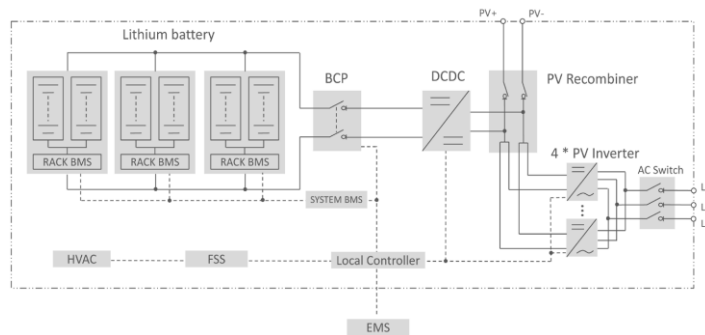 PV+ PV-
Lithium battery
BCP
DCDC
PV Recombiner
RACK BMS
RACK BMS
RACK BMS
4 * PV Inverter
AC Switch
L
L
L
SYSTEM BMS
HVAC
FSS
Local Controller
EMS